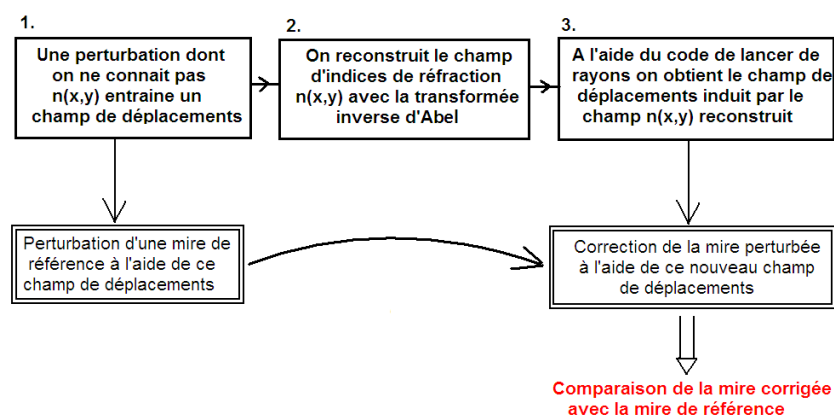 1.
Une perturbation dont
on ne connait pas
n(x,y) entraine un
champ de déplacements
2.
On reconstruit le champ
d'indices de réfraction
n(x,y) avec la transformée
inverse d'Abel
3.
A l'aide du code de lancer de
rayons on obtient le champ de
déplacements induit par le
champ n(x,y) reconstruit
Perturbation d'une mire de
référence à l'aide de ce
champ de déplacements
Correction de la mire perturbée
à l'aide de ce nouveau champ
de déplacements
Comparaison de la mire corrigée
avec la mire de référence